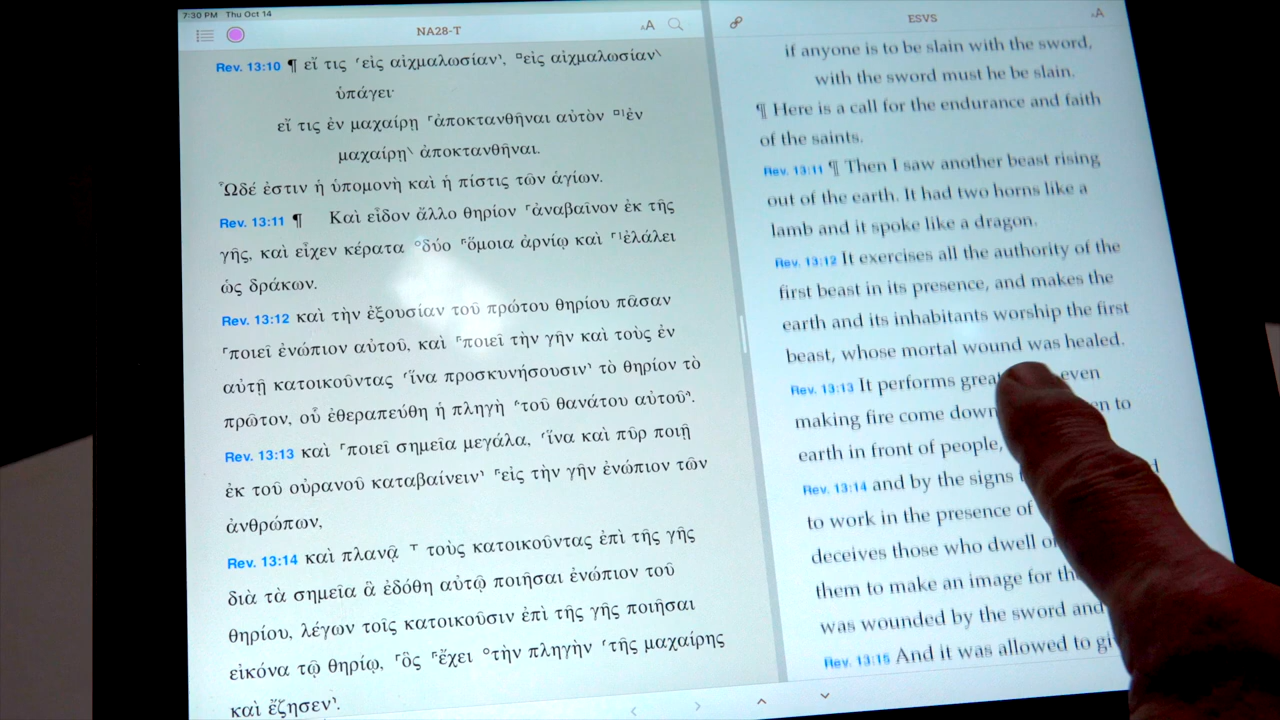 7:30 PM Thu Oct 14
NA28-T
AA
Rev. 13:10 ¶ εἴ τις ⸂εἰς αἰχμαλωσίαν⸃, ⸋εἰς αἰχμαλωσίαν⸌
ὑπάγει·
εἴ τις ἐν μαχαίρῃ ⸀ἀποκτανθῆναι αὐτὸν ⸋¹ἐν
μαχαίρῃ⸌ ἀποκτανθῆναι.
Ὧδέ ἐστιν ἡ ὑπομονὴ καὶ ἡ πίστις τῶν ἁγίων.
Rev. 13:11 ¶ Καὶ εἶδον ἄλλο θηρίον ⸀ἀναβαῖνον ἐκ τῆς
γῆς, καὶ εἶχεν κέρατα ⸰δύο ⸀ὅμοια ἀρνίῳ καὶ ⸀¹ἐλάλει
ὡς δράκων.
Rev. 13:12 καὶ τὴν ἐξουσίαν τοῦ πρώτου θηρίου πᾶσαν
⸀ποιεῖ ἐνώπιον αὐτοῦ, καὶ ⸀ποιεῖ τὴν γῆν καὶ τοὺς ἐν
αὐτῇ κατοικοῦντας ⸂ἵνα προσκυνήσουσιν⸃ τὸ θηρίον τὸ
πρῶτον, οὗ ἐθεραπεύθη ἡ πληγὴ ⸂τοῦ θανάτου αὐτοῦ⸃.
Rev. 13:13 καὶ ⸀ποιεῖ σημεῖα μεγάλα, ⸂ἵνα καὶ πῦρ ποιῇ
ἐκ τοῦ οὐρανοῦ καταβαίνειν⸃ ⸀εἰς τὴν γῆν ἐνώπιον τῶν
ἀνθρώπων,
Rev. 13:14 καὶ πλανᾷ ⸆ τοὺς κατοικοῦντας ἐπὶ τῆς γῆς
διὰ τὰ σημεῖα ἃ ἐδόθη αὐτῷ ποιῆσαι ἐνώπιον τοῦ
θηρίου, λέγων τοῖς κατοικοῦσιν ἐπὶ τῆς γῆς ποιῆσαι
εἰκόνα τῷ θηρίῳ, ⸀ὃς ⸀ἔχει ⸰τὴν πληγὴν ⸂τῆς μαχαίρης
καὶ ἔζησεν⸃.
ESVS
AA
if anyone is to be slain with the sword,
with the sword must he be slain.
¶ Here is a call for the endurance and faith
of the saints.
Rev. 13:11 ¶ Then I saw another beast rising
out of the earth. It had two horns like a
lamb and it spoke like a dragon.
Rev. 13:12 It exercises all the authority of the
first beast in its presence, and makes the
earth and its inhabitants worship the first
beast, whose mortal wound was healed.
Rev. 13:13 It performs great even
making fire come down to
earth in front of people,
Rev. 13:14 and by the signs
to work in the presence of
deceives those who dwell
them to make an image for
was wounded by the sword and
Rev. 13:15 And it was allowed to